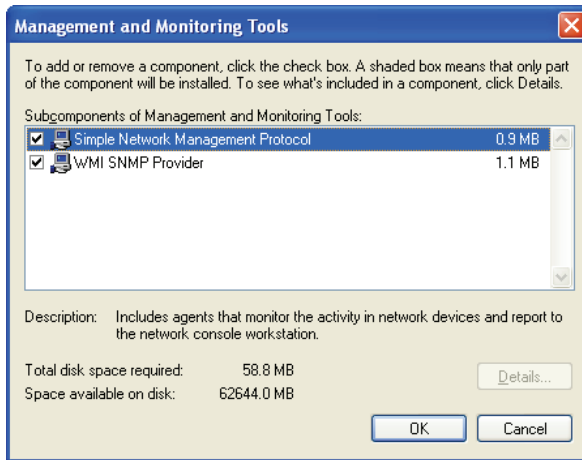 Management and Monitoring Tools
To add or remove a component, click the check box. A shaded box means that only part
of the component will be installed. To see what's included in a component, click Details.
Subcomponents of Management and Monitoring Tools:
Simple Network Management Protocol 0.9 MB
WMI SNMP Provider 1.1 MB
Description: Includes agents that monitor the activity in network devices and report to
the network console workstation.
Total disk space required: 58.8 MB
Details...
Space available on disk: 62644.0 MB
OK Cancel